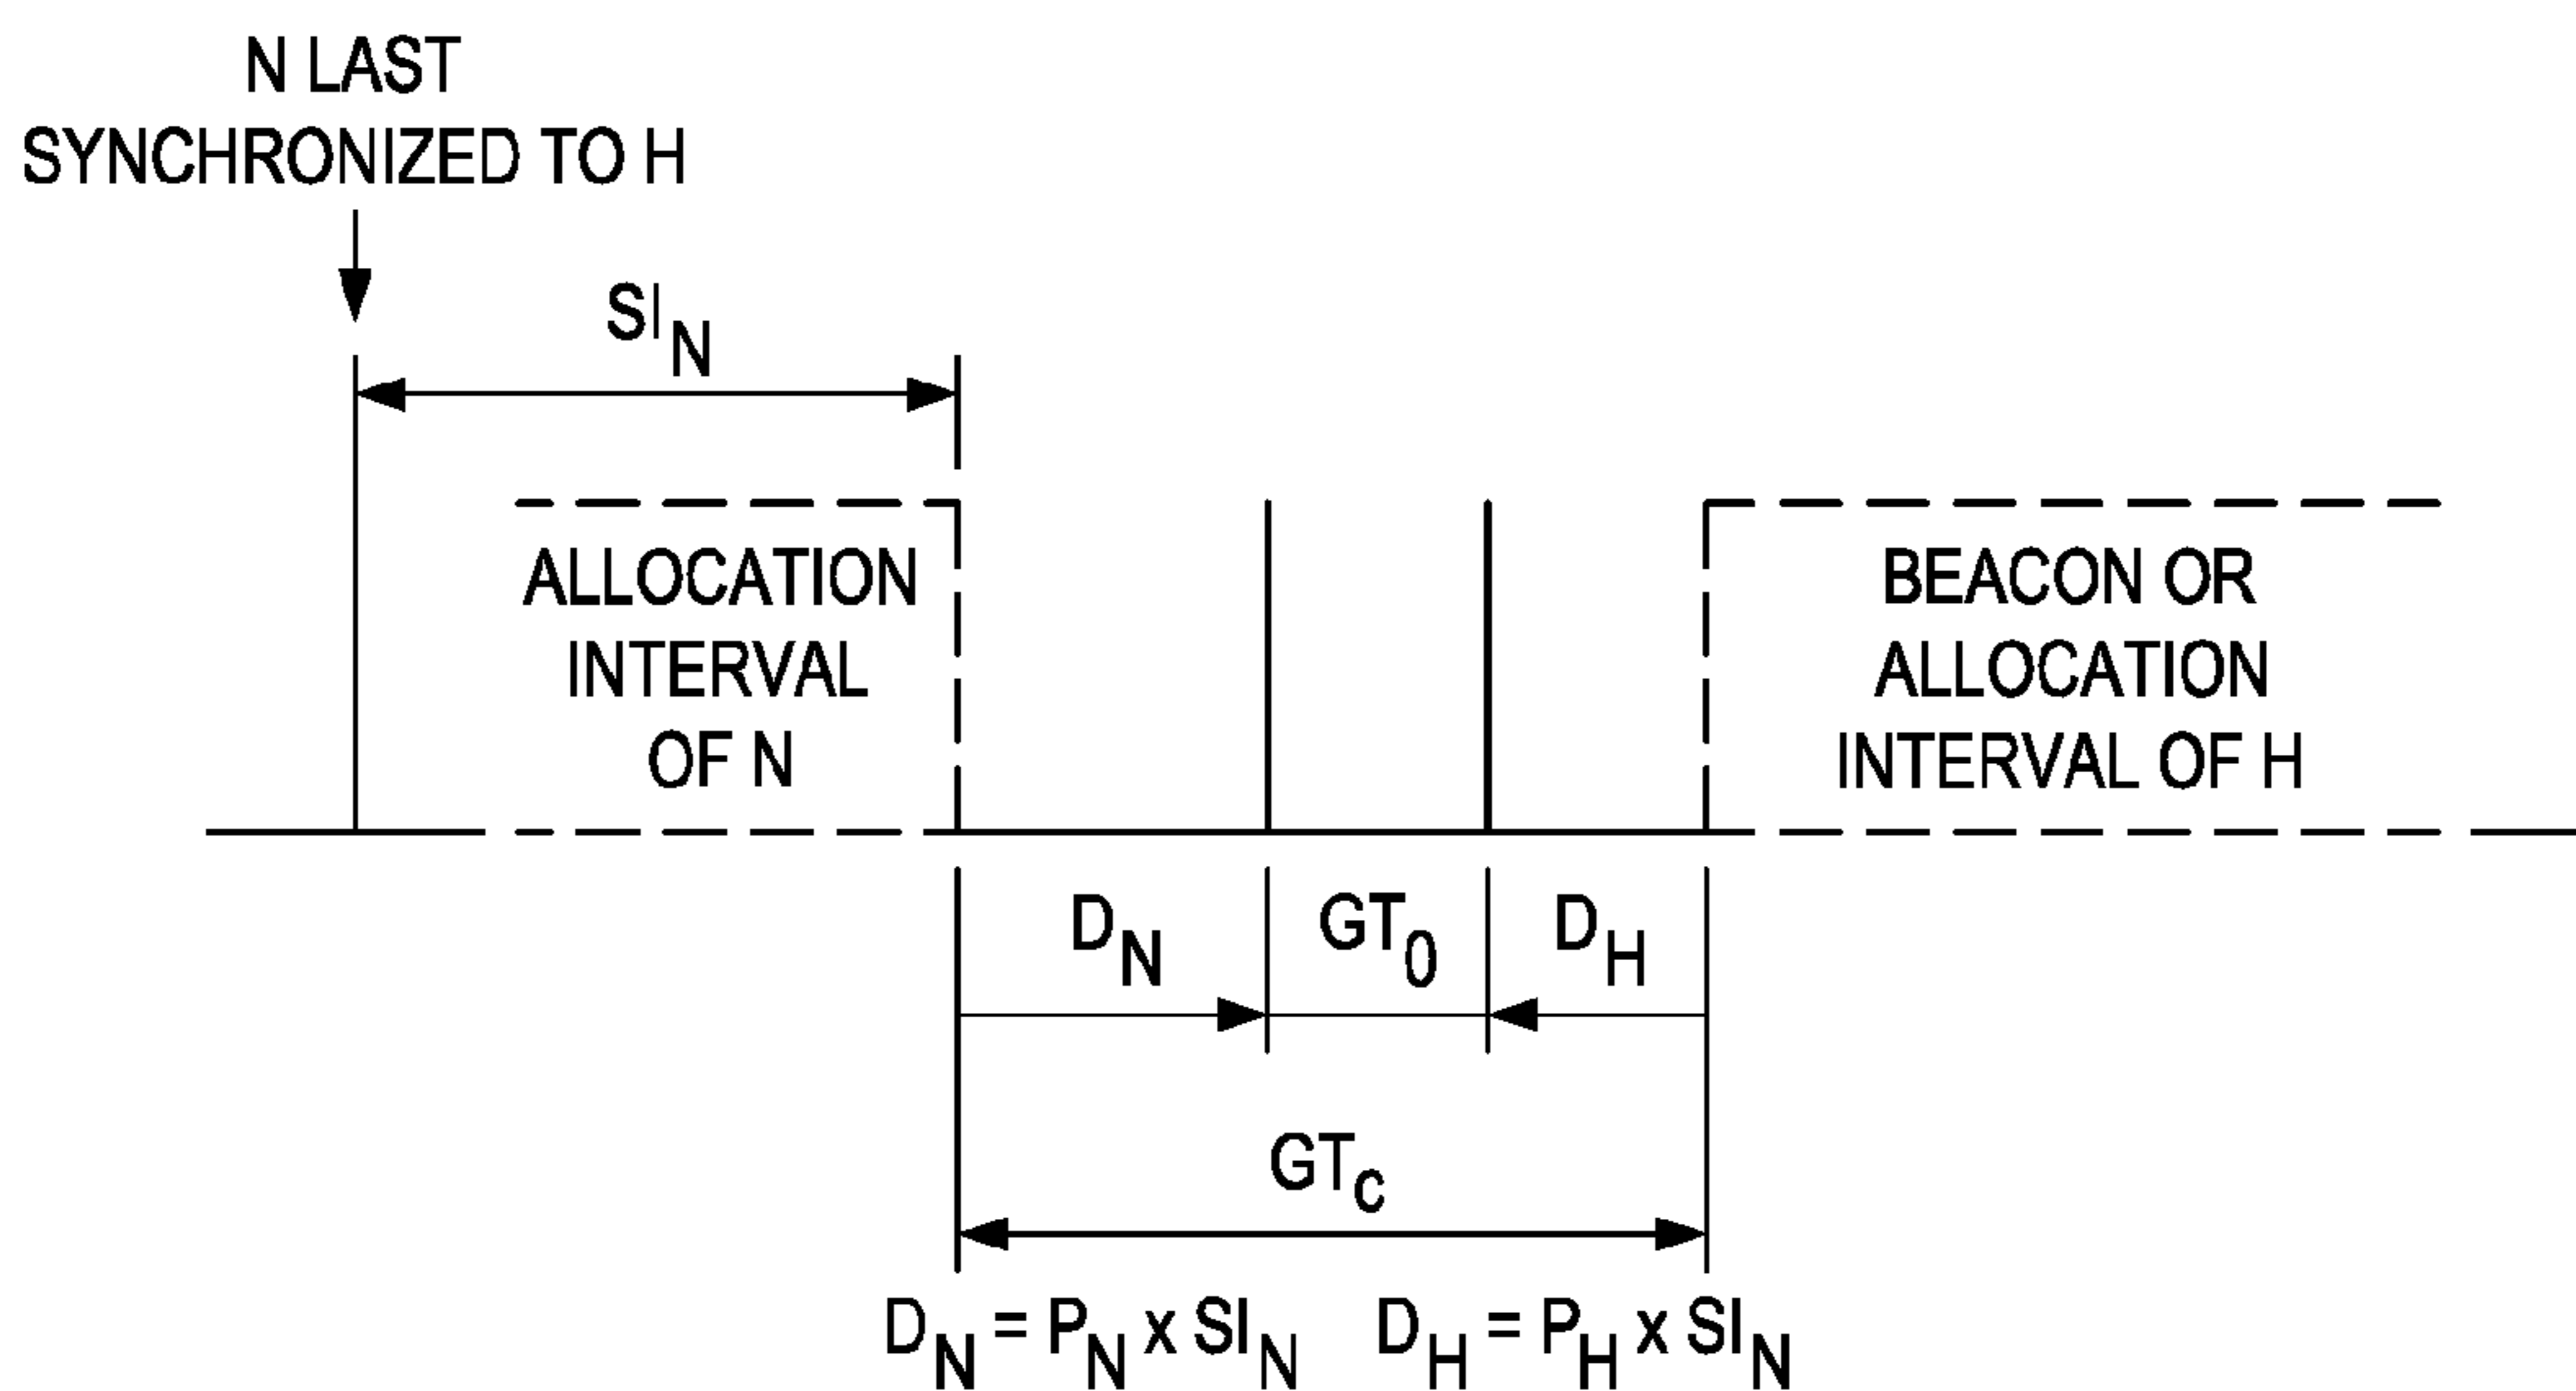 N LAST
SYNCHRONIZED TO H
SI_N
ALLOCATION
INTERVAL
OF N
BEACON OR
ALLOCATION
INTERVAL OF H
D_N GT_0 D_H
GT_c
D_N = P_N x SI_N D_H = P_H x SI_N